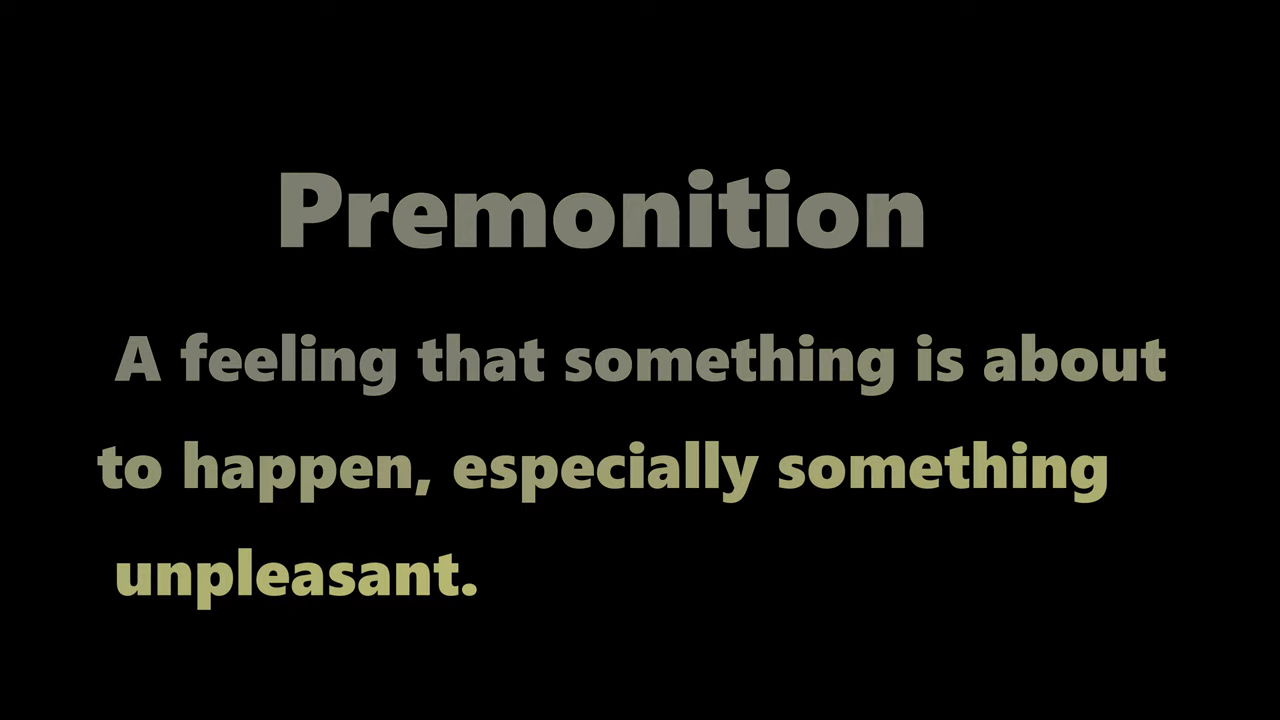 Premonition
A feeling that something is about
to happen, especially something
unpleasant.